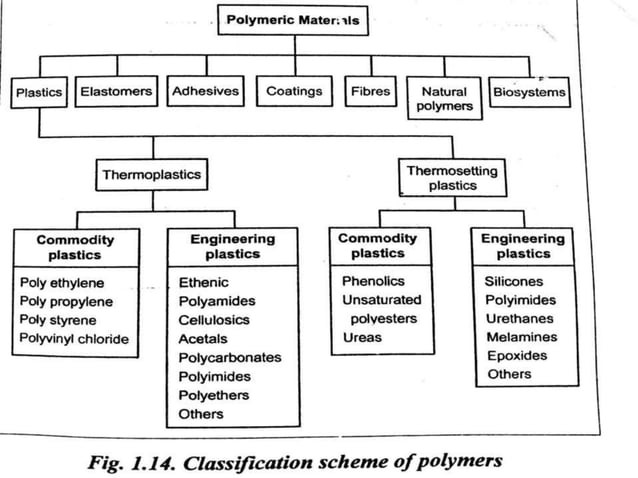 Polymeric Materials
Plastics
Elastomers
Adhesives
Coatings
Fibres
Natural
polymers
Biosystems
Thermoplastics
Thermosetting
plastics
Commodity
plastics
Poly ethylene
Poly propylene
Poly styrene
Polyvinyl chloride
Engineering
plastics
Ethenic
Polyamides
Cellulosics
Acetals
Polycarbonates
Polyimides
Polyethers
Others
Commodity
plastics
Phenolics
Unsaturated
polyesters
Ureas
Engineering
plastics
Silicones
Polyimides
Urethanes
Melamines
Epoxides
Others
Fig. 1.14. Classification scheme of polymers